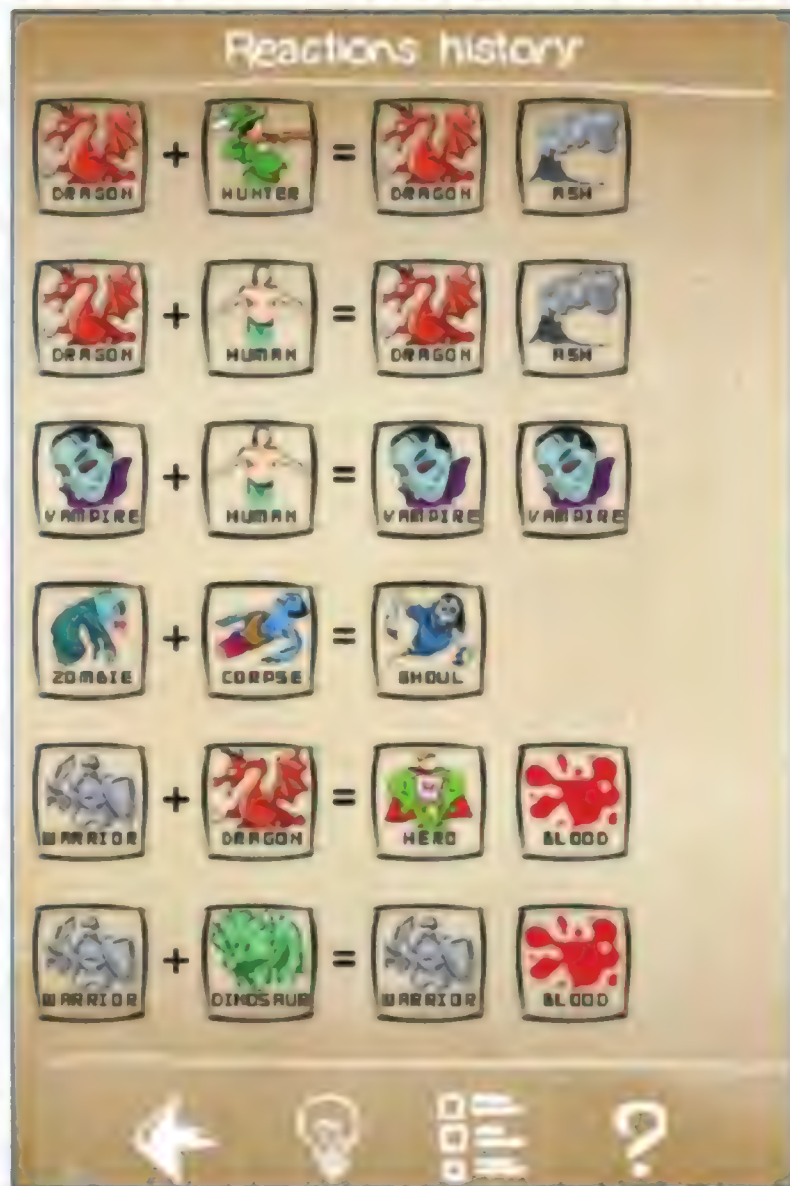 Reactions history
DRAGON + HUNTER = DRAGON ASH
DRAGON + HUMAN = DRAGON ASH
VAMPIRE + HUMAN = VAMPIRE VAMPIRE
ZOMBIE + CORPSE = GHOUL
WARRIOR + DRAGON = HERO BLOOD
WARRIOR + DINOSAUR = WARRIOR BLOOD
?